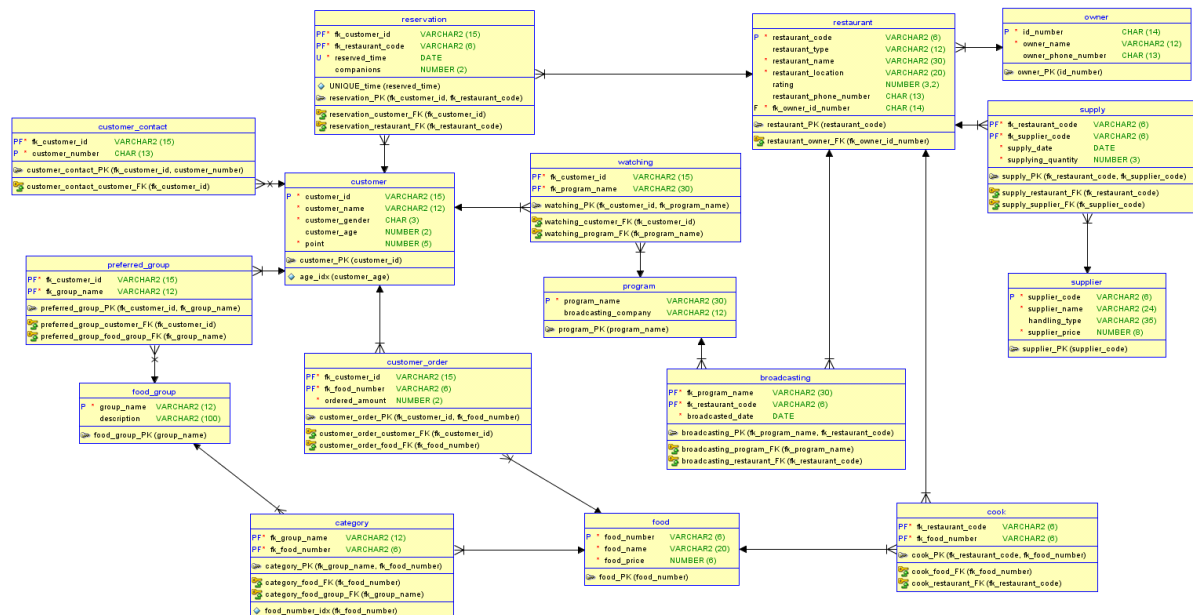 reservation
PF* fk_customer_id VARCHAR2 (15)
PF* fk_restaurant_code VARCHAR2 (6)
U * reserved_time DATE
companions NUMBER (2)
UNIQUE_time (reserved_time)
reservation_PK (fk_customer_id, fk_restaurant_code)
reservation_customer_FK (fk_customer_id)
reservation_restaurant_FK (fk_restaurant_code)
restaurant
P * restaurant_code VARCHAR2 (6)
restaurant_type VARCHAR2 (12)
* restaurant_name VARCHAR2 (30)
* restaurant_location VARCHAR2 (20)
rating NUMBER (3,2)
restaurant_phone_number CHAR (13)
F * fk_owner_id_number CHAR (14)
restaurant_PK (restaurant_code)
restaurant_owner_FK (fk_owner_id_number)
owner
P * id_number CHAR (14)
* owner_name VARCHAR2 (12)
owner_phone_number CHAR (13)
owner_PK (id_number)
supply
PF* fk_restaurant_code VARCHAR2 (6)
PF* fk_supplier_code VARCHAR2 (6)
* supply_date DATE
* supplying_quantity NUMBER (3)
supply_PK (fk_restaurant_code, fk_supplier_code)
supply_restaurant_FK (fk_restaurant_code)
supply_supplier_FK (fk_supplier_code)
customer_contact
PF* fk_customer_id VARCHAR2 (15)
P * customer_number CHAR (13)
customer_contact_PK (fk_customer_id, customer_number)
customer_contact_customer_FK (fk_customer_id)
customer
P * customer_id VARCHAR2 (15)
* customer_name VARCHAR2 (12)
* customer_gender CHAR (3)
customer_age NUMBER (2)
* point NUMBER (5)
customer_PK (customer_id)
age_idx (customer_age)
watching
PF* fk_customer_id VARCHAR2 (15)
PF* fk_program_name VARCHAR2 (30)
watching_PK (fk_customer_id, fk_program_name)
watching_customer_FK (fk_customer_id)
watching_program_FK (fk_program_name)
preferred_group
PF* fk_customer_id VARCHAR2 (15)
PF* fk_group_name VARCHAR2 (12)
preferred_group_PK (fk_customer_id, fk_group_name)
preferred_group_customer_FK (fk_customer_id)
preferred_group_food_group_FK (fk_group_name)
program
P * program_name VARCHAR2 (30)
broadcasting_company VARCHAR2 (12)
program_PK (program_name)
supplier
P * supplier_code VARCHAR2 (6)
* supplier_name VARCHAR2 (24)
handling_type VARCHAR2 (35)
* supplier_price NUMBER (8)
supplier_PK (supplier_code)
customer_order
PF* fk_customer_id VARCHAR2 (15)
PF* fk_food_number VARCHAR2 (6)
* ordered_amount NUMBER (2)
customer_order_PK (fk_customer_id, fk_food_number)
customer_order_customer_FK (fk_customer_id)
customer_order_food_FK (fk_food_number)
broadcasting
PF* fk_program_name VARCHAR2 (30)
PF* fk_restaurant_code VARCHAR2 (6)
* broadcasted_date DATE
broadcasting_PK (fk_program_name, fk_restaurant_code)
broadcasting_program_FK (fk_program_name)
broadcasting_restaurant_FK (fk_restaurant_code)
food_group
P * group_name VARCHAR2 (12)
description VARCHAR2 (100)
food_group_PK (group_name)
category
PF* fk_group_name VARCHAR2 (12)
PF* fk_food_number VARCHAR2 (6)
category_PK (fk_group_name, fk_food_number)
category_food_FK (fk_food_number)
category_food_group_FK (fk_group_name)
food_number_idx (fk_food_number)
food
P * food_number VARCHAR2 (6)
* food_name VARCHAR2 (20)
* food_price NUMBER (6)
food_PK (food_number)
cook
PF* fk_restaurant_code VARCHAR2 (6)
PF* fk_food_number VARCHAR2 (6)
cook_PK (fk_restaurant_code, fk_food_number)
cook_food_FK (fk_food_number)
cook_restaurant_FK (fk_restaurant_code)